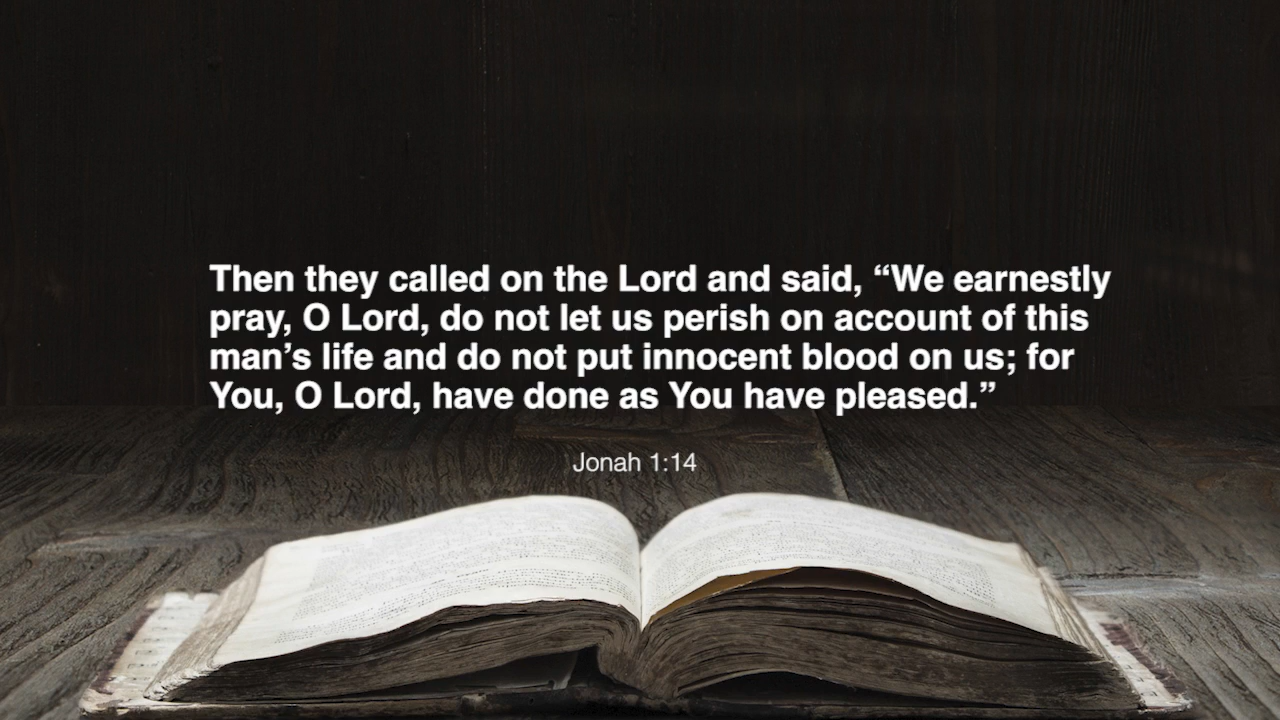 Then they called on the Lord and said, “We earnestly
pray, O Lord, do not let us perish on account of this
man’s life and do not put innocent blood on us; for
You, O Lord, have done as You have pleased.”
Jonah 1:14